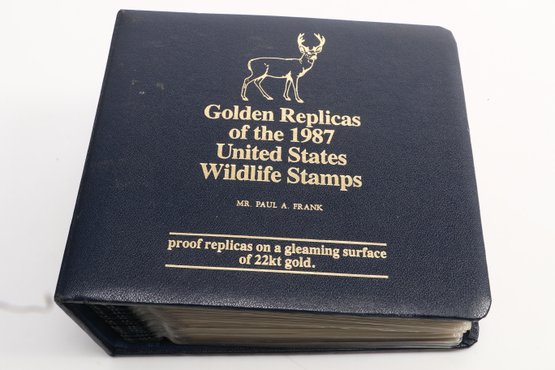 Golden Replicas
of the 1987
United States
Wildlife Stamps
MR. PAUL A. FRANK
proof replicas on a gleaming surface
of 22kt gold.